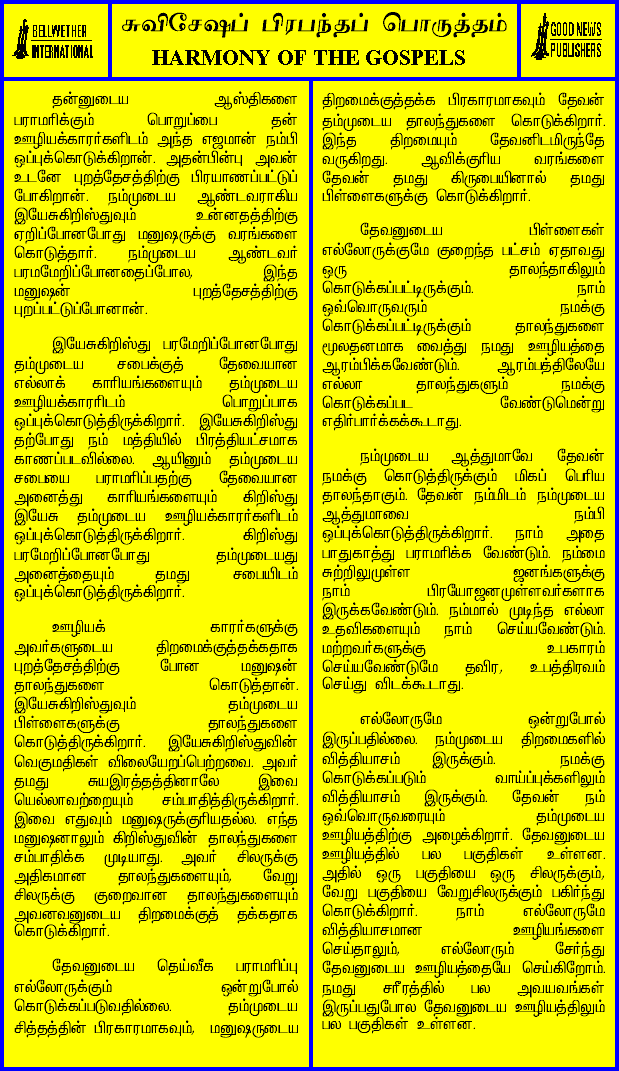 BELLWETHER
INTERNATIONAL
சுவிசேஷப் பிரபந்தப் பொருத்தம்
HARMONY OF THE GOSPELS
GOOD NEWS
PUBLISHERS
தன்னுடைய ஆஸ்திகளை
பராமரிக்கும் பொறுப்பை தன்
ஊழியக்காரர்களிடம் அந்த எஜமான் நம்பி
ஒப்புக்கொடுக்கிறான். அதன்பின்பு அவன்
உடனே புறத்தேசத்திற்கு பிரயாணப்பட்டுப்
போகிறான். நம்முடைய ஆண்டவராகிய
இயேசுகிறிஸ்துவும் உன்னதத்திற்கு
ஏறிப்போனபோது மனுஷருக்கு வரங்களை
கொடுத்தார். நம்முடைய ஆண்டவர்
பரமமேறிப்போனதைப்போல, இந்த
மனுஷன் புறத்தேசத்திற்கு
புறப்பட்டுப்போனான்.
இயேசுகிறிஸ்து பரமேறிப்போனபோது
தம்முடைய சபைக்குத் தேவையான
எல்லாக் காரியங்களையும் தம்முடைய
ஊழியக்காரரிடம் பொறுப்பாக
ஒப்புக்கொடுத்திருக்கிறார். இயேசுகிறிஸ்து
தற்போது நம் மத்தியில் பிரத்தியட்சமாக
காணப்படவில்லை. ஆயினும் தம்முடைய
சபையை பராமரிப்பதற்கு தேவையான
அனைத்து காரியங்களையும் கிறிஸ்து
இயேசு தம்முடைய ஊழியக்காரர்களிடம்
ஒப்புக்கொடுத்திருக்கிறார். கிறிஸ்து
பரமேறிப்போனபோது தம்முடையது
அனைத்தையும் தமது சபையிடம்
ஒப்புக்கொடுத்திருக்கிறார்.
ஊழியக் காரர்களுக்கு
அவர்களுடைய திறமைக்குத்தக்கதாக
புறத்தேசத்திற்கு போன மனுஷன்
தாலந்துகளை கொடுத்தான்.
இயேசுகிறிஸ்துவும் தம்முடைய
பிள்ளைகளுக்கு தாலந்துகளை
கொடுத்திருக்கிறார். இயேசுகிறிஸ்துவின்
வெகுமதிகள் விலையேறப்பெற்றவை. அவர்
தமது சுயஇரத்தத்தினாலே இவை
யெல்லாவற்றையும் சம்பாதித்திருக்கிறார்.
இவை எதுவும் மனுஷருக்குரியதல்ல. எந்த
மனுஷனாலும் கிறிஸ்துவின் தாலந்துகளை
சம்பாதிக்க முடியாது. அவர் சிலருக்கு
அதிகமான தாலந்துகளையும், வேறு
சிலருக்கு குறைவான தாலந்துகளையும்
அவனவனுடைய திறமைக்குத் தக்கதாக
கொடுக்கிறார்.
தேவனுடைய தெய்வீக பராமரிப்பு
எல்லோருக்கும் ஒன்றுபோல்
கொடுக்கப்படுவதில்லை. தம்முடைய
சித்தத்தின் பிரகாரமாகவும், மனுஷருடைய
திறமைக்குத்தக்க பிரகாரமாகவும் தேவன்
தம்முடைய தாலந்துகளை கொடுக்கிறார்.
இந்த திறமையும் தேவனிடமிருந்தே
வருகிறது. ஆவிக்குரிய வரங்களை
தேவன் தமது கிருபையினால் தமது
பிள்ளைகளுக்கு கொடுக்கிறார்.
தேவனுடைய பிள்ளைகள்
எல்லோருக்குமே குறைந்த பட்சம் ஏதாவது
ஒரு தாலந்தாகிலும்
கொடுக்கப்பட்டிருக்கும். நாம்
ஒவ்வொருவரும் நமக்கு
கொடுக்கப்பட்டிருக்கும் தாலந்துகளை
மூலதனமாக வைத்து நமது ஊழியத்தை
ஆரம்பிக்கவேண்டும். ஆரம்பத்திலேயே
எல்லா தாலந்துகளும் நமக்கு
கொடுக்கப்பட வேண்டுமென்று
எதிர்பார்க்கக்கூடாது.
நம்முடைய ஆத்துமாவே தேவன்
நமக்கு கொடுத்திருக்கும் மிகப் பெரிய
தாலந்தாகும். தேவன் நம்மிடம் நம்முடைய
ஆத்துமாவை நம்பி
ஒப்புக்கொடுத்திருக்கிறார். நாம் அதை
பாதுகாத்து பராமரிக்க வேண்டும். நம்மை
சுற்றிலுமுள்ள ஜனங்களுக்கு
நாம் பிரயோஜனமுள்ளவர்களாக
இருக்கவேண்டும். நம்மால் முடிந்த எல்லா
உதவிகளையும் நாம் செய்யவேண்டும்.
மற்றவர்களுக்கு உபகாரம்
செய்யவேண்டுமே தவிர, உபத்திரவம்
செய்து விடக்கூடாது.
எல்லோருமே ஒன்றுபோல்
இருப்பதில்லை. நம்முடைய திறமைகளில்
வித்தியாசம் இருக்கும். நமக்கு
கொடுக்கப்படும் வாய்ப்புக்களிலும்
வித்தியாசம் இருக்கும். தேவன் நம்
ஒவ்வொருவரையும் தம்முடைய
ஊழியத்திற்கு அழைக்கிறார். தேவனுடைய
ஊழியத்தில் பல பகுதிகள் உள்ளன.
அதில் ஒரு பகுதியை ஒரு சிலருக்கும்,
வேறு பகுதியை வேறுசிலருக்கும் பகிர்ந்து
கொடுக்கிறார். நாம் எல்லோருமே
வித்தியாசமான ஊழியங்களை
செய்தாலும், எல்லோரும் சேர்ந்து
தேவனுடைய ஊழியத்தையே செய்கிறோம்.
நமது சரீரத்தில் பல அவயவங்கள்
இருப்பதுபோல தேவனுடைய ஊழியத்திலும்
பல பகுதிகள் உள்ளன.